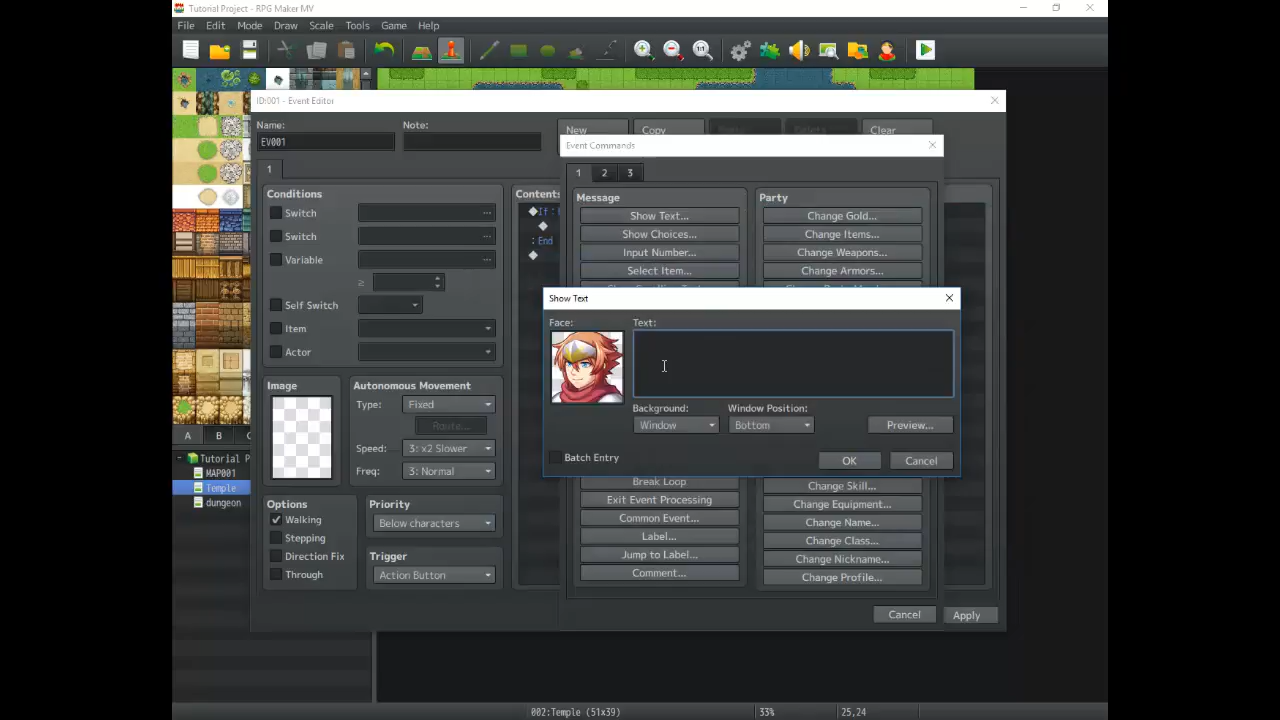 Tutorial Project - RPG Maker MV
File Edit Mode Draw Scale Tools Game Help
ID:001 - Event Editor
Name:
Note:
EV001
New
Copy
Clear
Event Commands
1
1 2 3
Conditions
Switch
Switch
Variable
≥
Self Switch
Item
Actor
Contents
◆If :
◆
: End
◆
Message
Show Text...
Show Choices...
Input Number...
Select Item...
Party
Change Gold...
Change Items...
Change Weapons...
Change Armors...
Show Text
Face:
Text:
Background:
Window
Window Position:
Bottom
Preview...
Batch Entry
OK
Cancel
Image
Autonomous Movement
Type: Fixed
Route...
Speed: 3: x2 Slower
Freq: 3: Normal
Options
Walking
Stepping
Direction Fix
Through
Priority
Below characters
Trigger
Action Button
Break Loop
Exit Event Processing
Common Event...
Label...
Jump to Label...
Comment...
Change Skill...
Change Equipment...
Change Name...
Change Class...
Change Nickname...
Change Profile...
Cancel
Apply
A B
Tutorial P
MAP001
Temple
dungeon
002:Temple (51x39)
33%
25,24